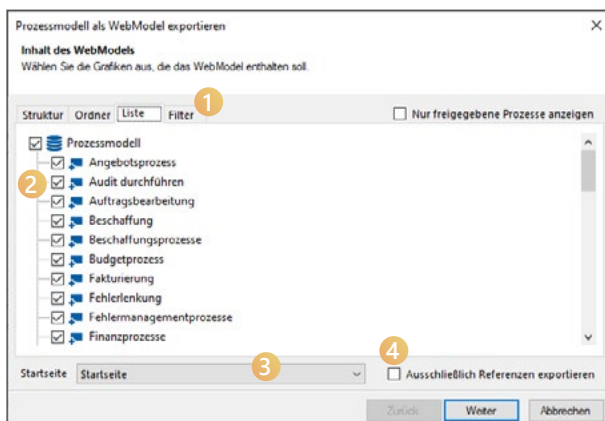 Prozessmodell als WebModel exportieren
Inhalt des WebModels
Wählen Sie die Grafiken aus, die das WebModel enthalten soll.
Struktur Ordner Liste Filter 1 Nur freigegebene Prozesse anzeigen
Prozessmodell
Angebotsprozess
2 Audit durchführen
Auftragsbearbeitung
Beschaffung
Beschaffungsprozesse
Budgetprozess
Fakturierung
Fehlerlenkung
Fehlermanagementprozesse
Finanzprozesse
Startseite Startseite 3 4 Ausschließlich Referenzen exportieren
Zurück Weiter Abbrechen